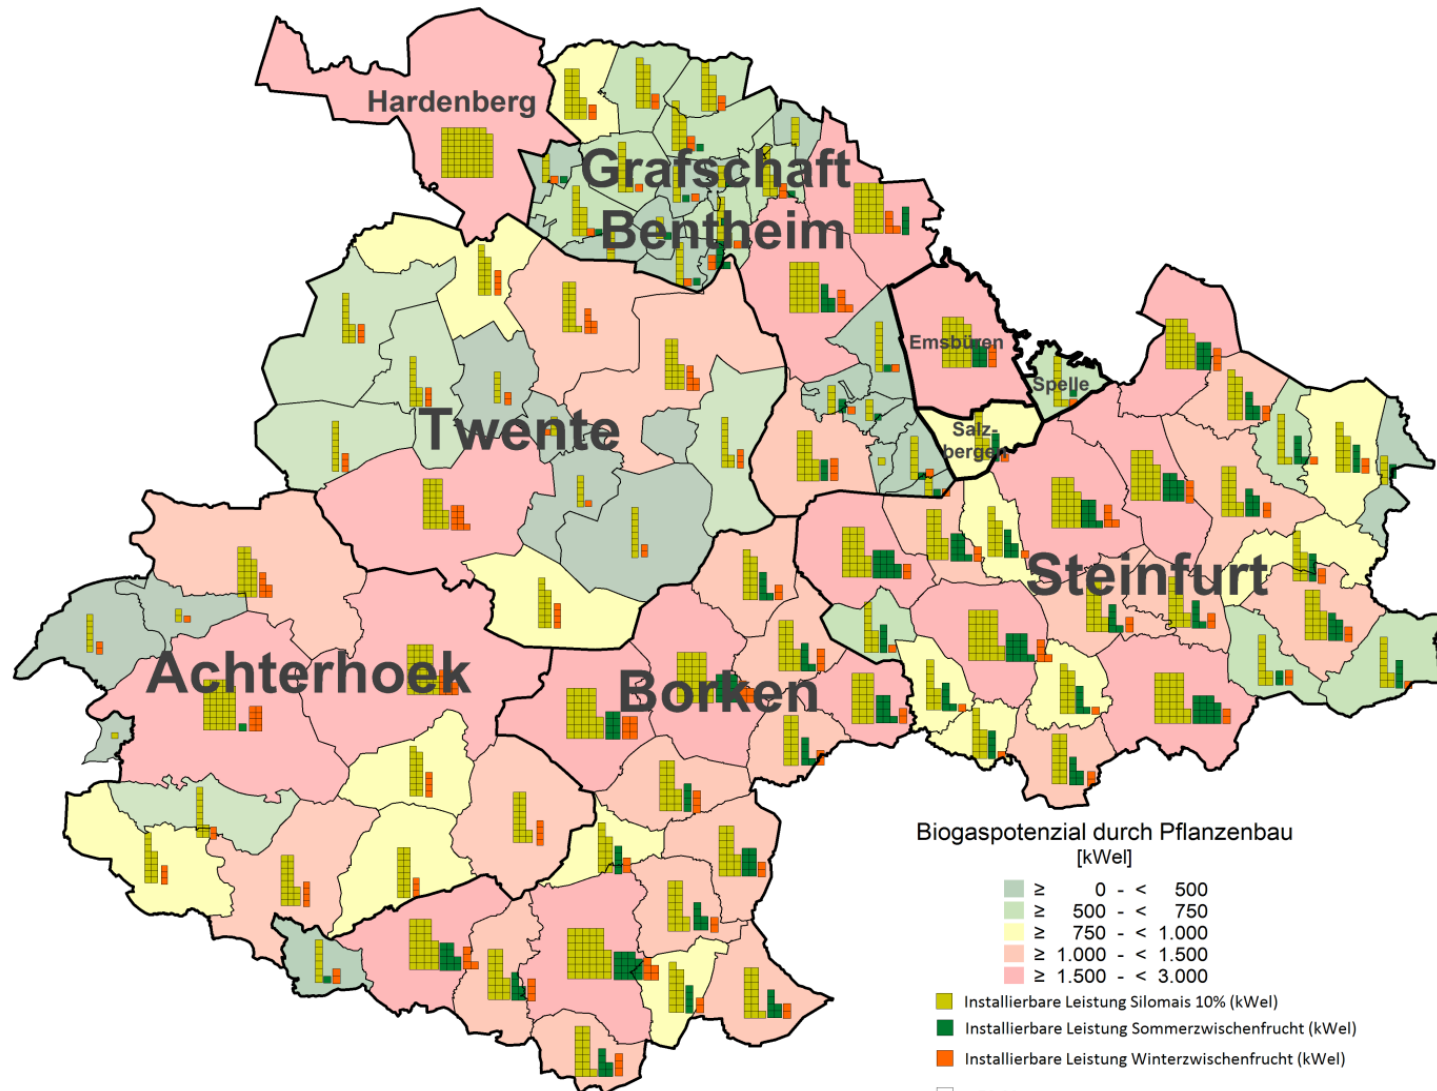 Hardenberg
Grafschaft
Bentheim
Emsbüren
Spelle
Salz-
bergen
Twente
Steinfurt
Achterhoek
Borken
Biogaspotenzial durch Pflanzenbau
[kWel]
≥ 0 - < 500
≥ 500 - < 750
≥ 750 - < 1.000
≥ 1.000 - < 1.500
≥ 1.500 - < 3.000
Installierbare Leistung Silomais 10% (kWel)
Installierbare Leistung Sommerzwischenfrucht (kWel)
Installierbare Leistung Winterzwischenfrucht (kWel)